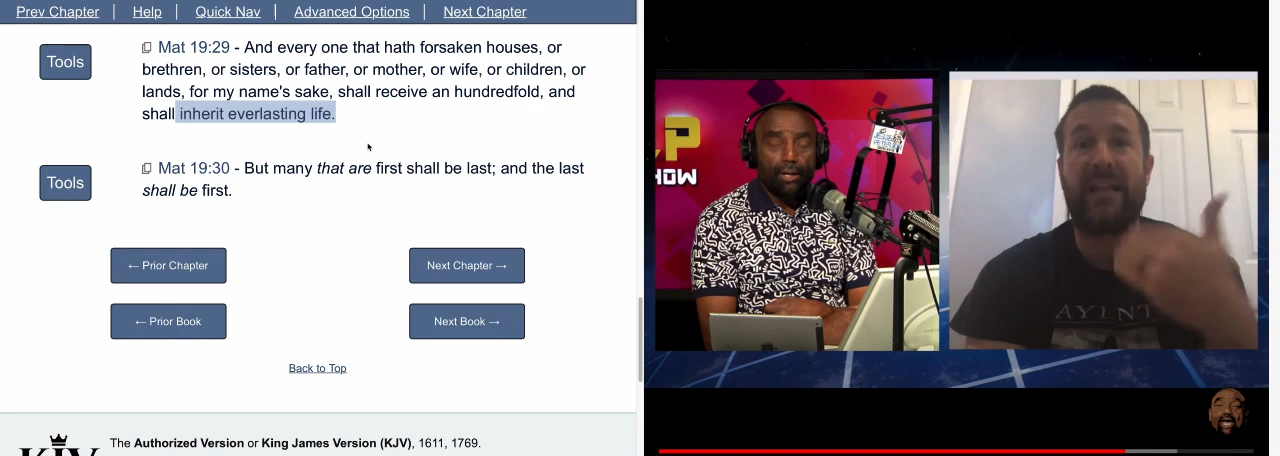 Prev Chapter | Help | Quick Nav | Advanced Options | Next Chapter
Tools
Mat 19:29 - And every one that hath forsaken houses, or
brethren, or sisters, or father, or mother, or wife, or children, or
lands, for my name's sake, shall receive an hundredfold, and
shall inherit everlasting life.
Tools
Mat 19:30 - But many that are first shall be last; and the last
shall be first.
← Prior Chapter
Next Chapter →
← Prior Book
Next Book →
Back to Top
KJV
The Authorized Version or King James Version (KJV), 1611, 1769.
P
HOW
JESSE
AYENT